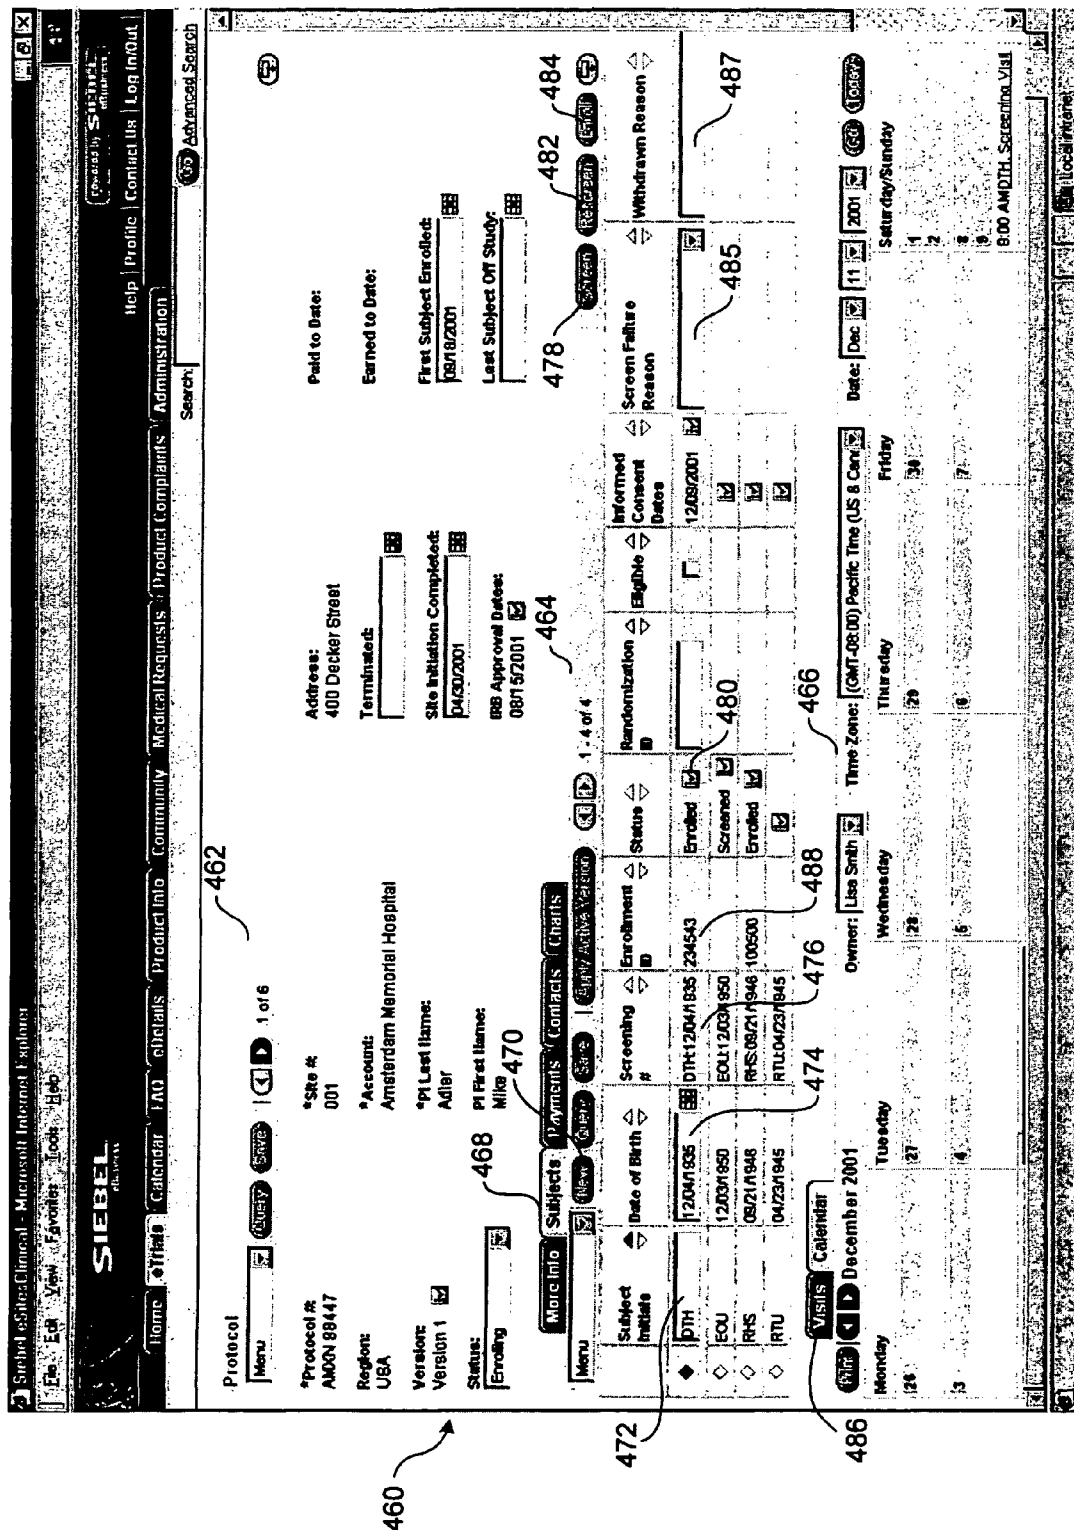 Siebel eSitesClinical - Microsoft Internet Explorer
File Edit View Favorites Tools Help
SIEBEL
Powered by SIEBEL
Help | Profile | Contact Us | Log In/Out
Home eTrials Calendar FAQ eDetails Product Info Community Medical Requests Product Complaints Administration
Search: Go Advanced Search
462
Protocol
Menu Query Save 1 of 6
*Protocol #: *Site #: Address: Paid to Date:
AMXN 98447 001 400 Decker Street
Region: *Account: Terminated: Earned to Date:
USA Amsterdam Memorial Hospital
Version: *PI Last Name: Site Initiation Completed: First Subject Enrolled:
Version 1 Adler 04/30/2001 09/18/2001
Status: PI First Name: IRB Approval Dates: Last Subject Off Study:
Enrolling Mike 08/15/2001
460
468
470
464
478
482
484
More Info Subjects Payments Contacts Charts
Menu New Query Save Apply Active Version 1 - 4 of 4 Screen Rescreen Enroll
Subject Initials Date of Birth Screening # Enrollment ID Status Randomization ID Eligible Informed Consent Dates Screen Failure Reason Withdrawn Reason
DTH 12/04/1935 DTH:12/04/1935 234543 Enrolled 12/09/2001
EOU 12/03/1950 EOU:12/03/1950 Screened
RHS 09/21/1946 RHS:09/21/1946 100500 Enrolled
RTU 04/23/1945 RTU:04/23/1945
472
474
476
488
480
466
485
487
486
Visits Calendar
Print December 2001 Owner: Lisa Smith Time Zone: (GMT-08:00) Pacific Time (US & Can Date: Dec 11 2001 Go Today
Monday Tuesday Wednesday Thursday Friday Saturday/Sunday
26 27 28 29 30 1
2
3 4 5 6 7 8
9
9:00 AM DTH, Screening Visit
Local intranet